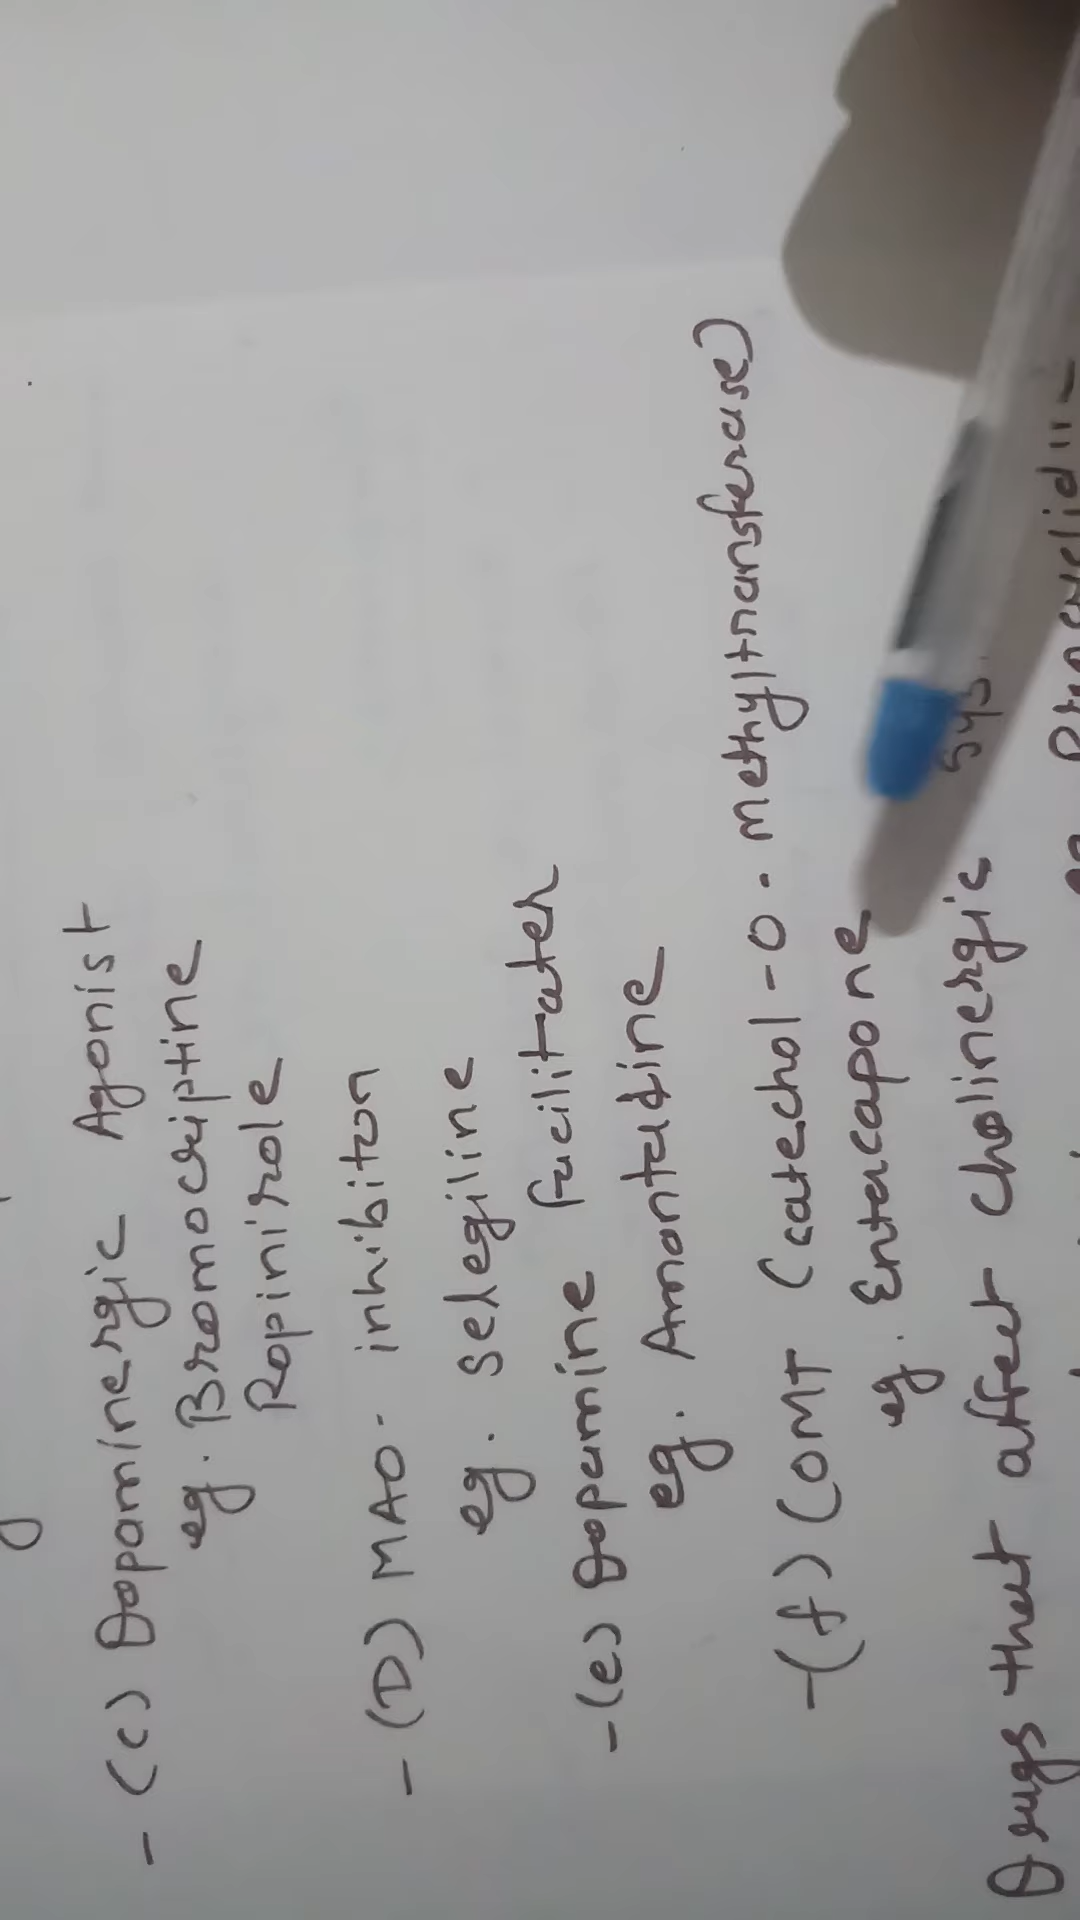 - (c) Dopaminergic Agonist
eg. Bromocriptine
Ropinirole
- (D) MAO- inhibitor
eg. Selegiline
- (e) Dopamine facilitater
eg. Amantadine
- (f) COMT (catechol-O.methyltransferase)
eg. Entacapone
Drugs that affect cholinergic sys.